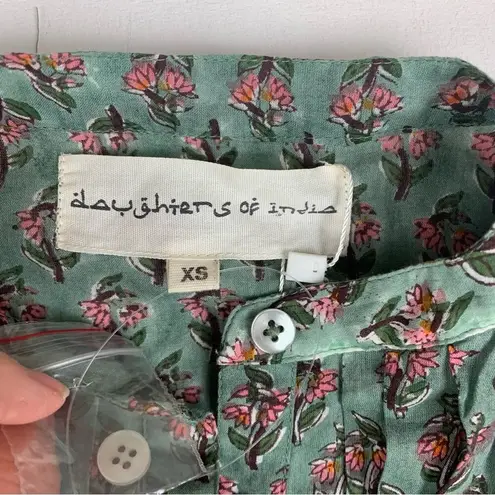 daughters of india
XS